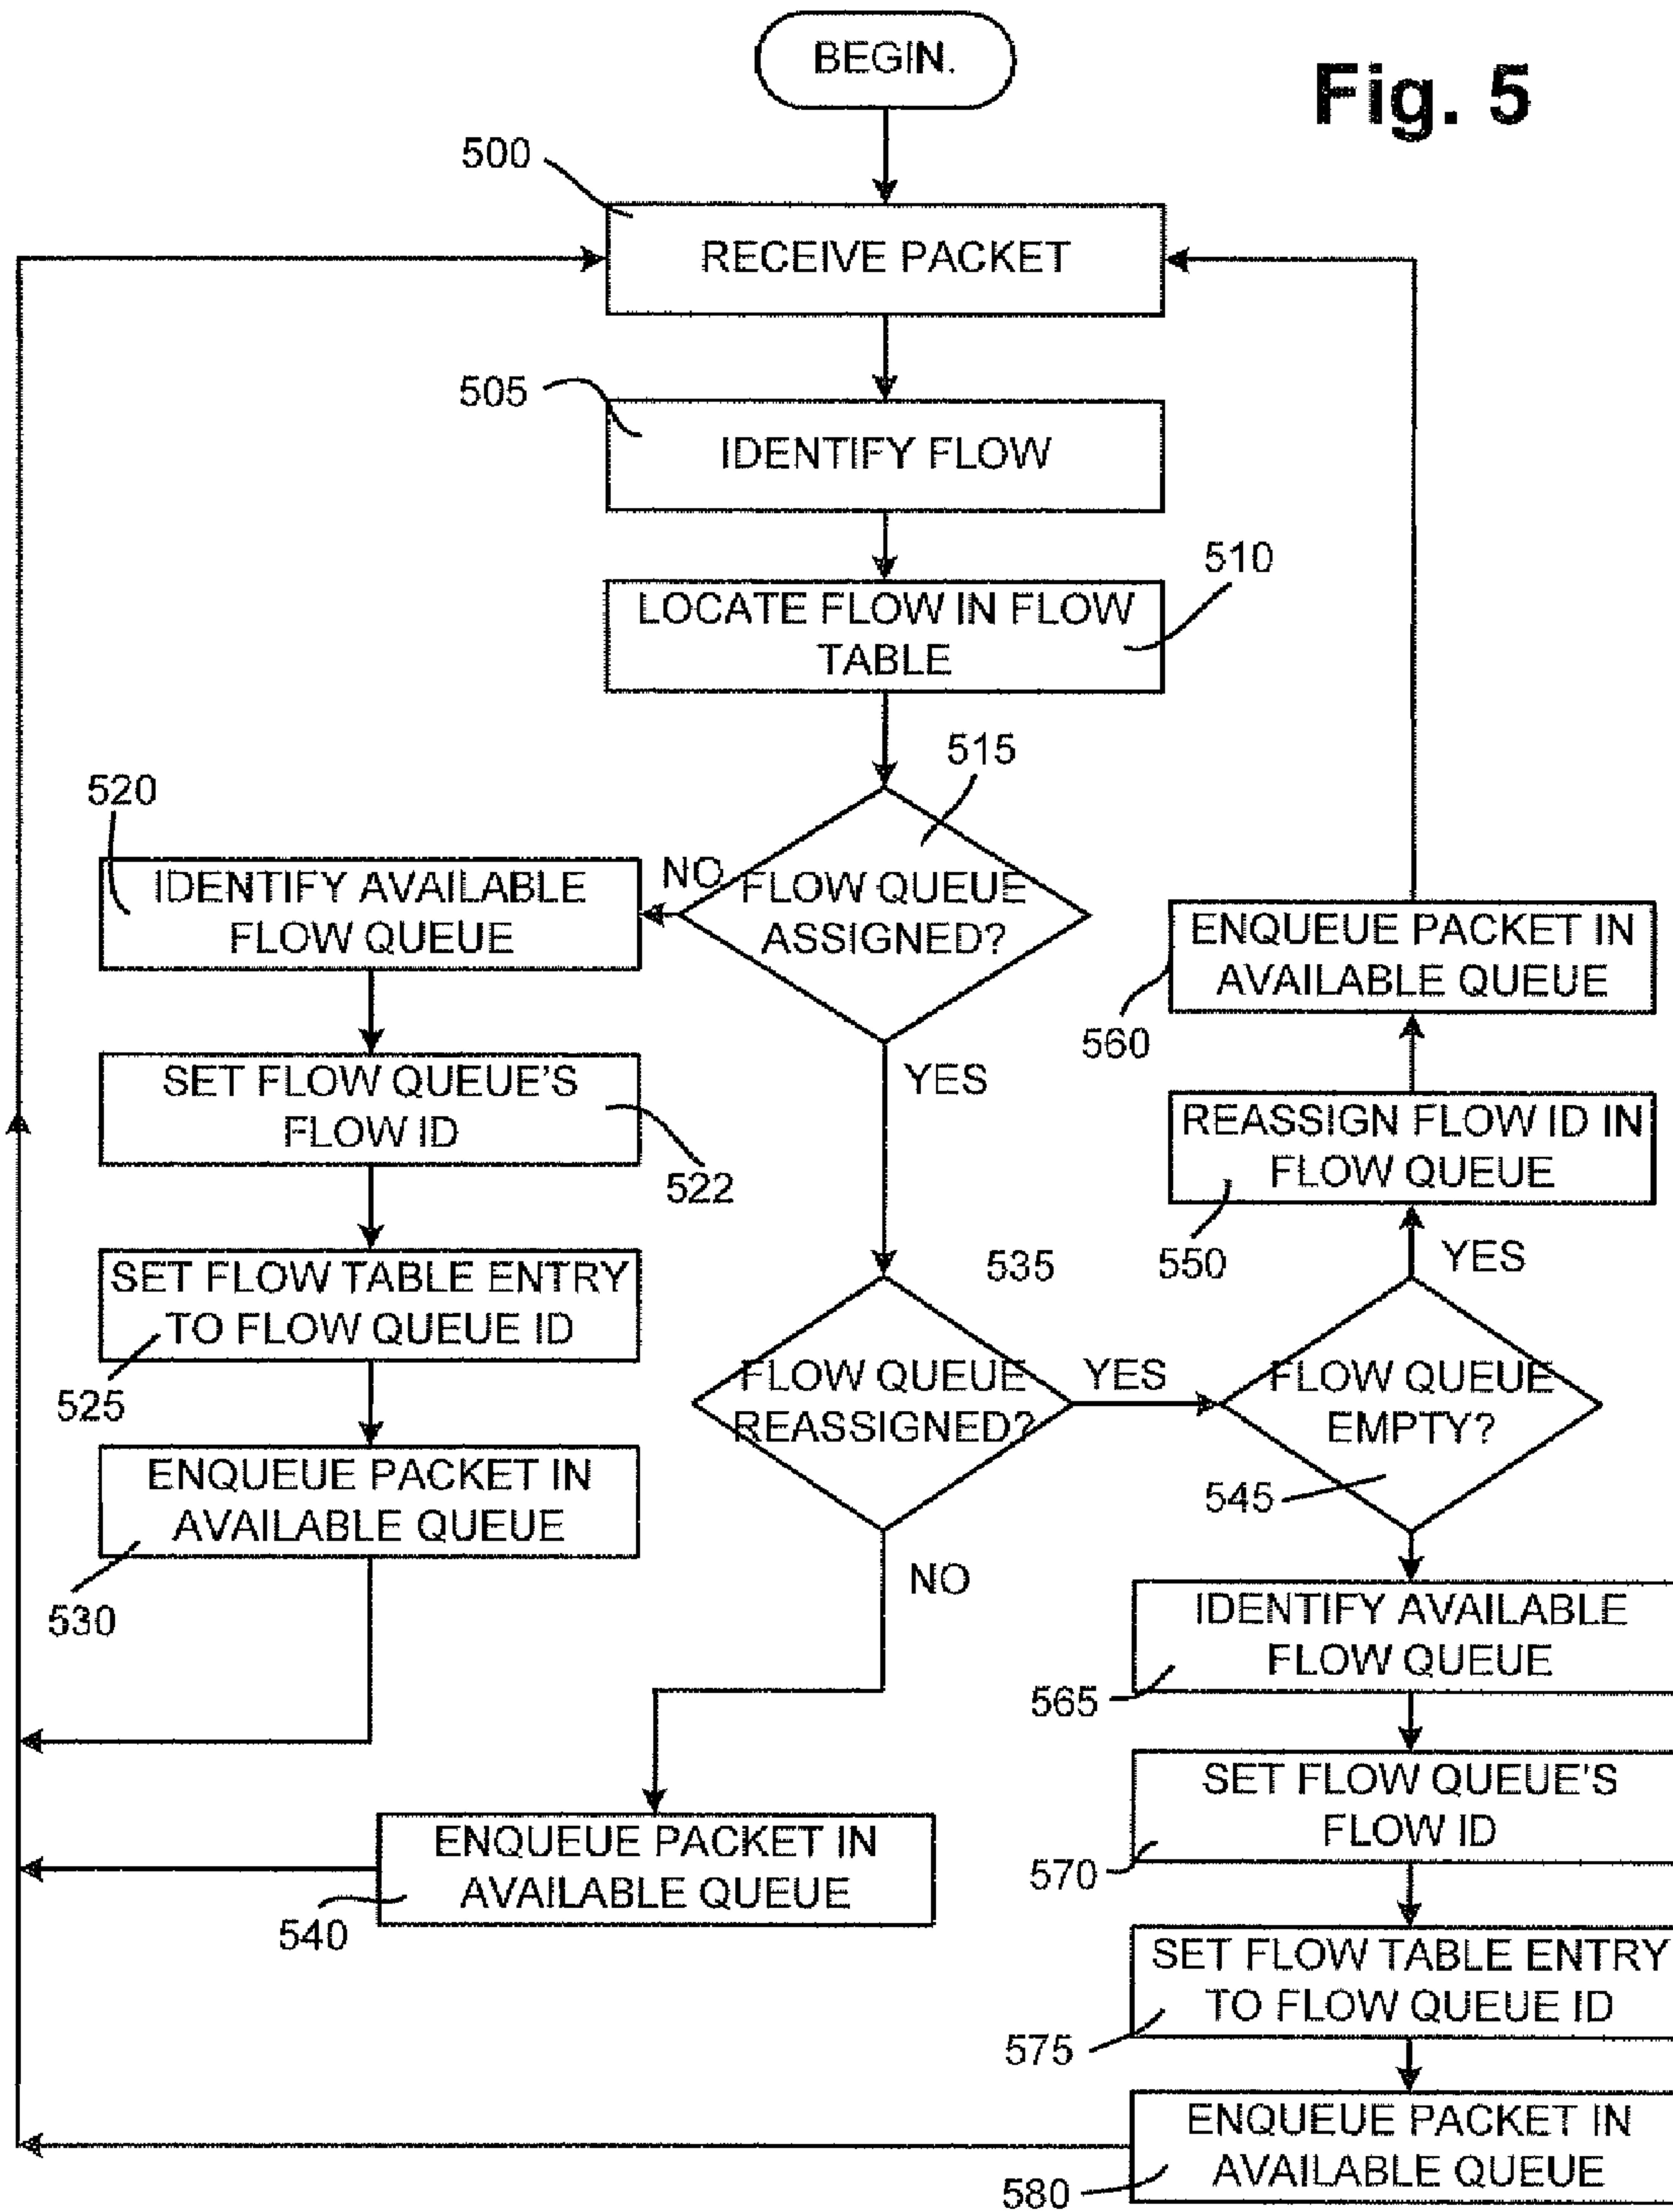 BEGIN.
Fig. 5
500
RECEIVE PACKET
505
IDENTIFY FLOW
510
LOCATE FLOW IN FLOW
TABLE
515
FLOW QUEUE
ASSIGNED?
NO
520
IDENTIFY AVAILABLE
FLOW QUEUE
SET FLOW QUEUE'S
FLOW ID
522
SET FLOW TABLE ENTRY
TO FLOW QUEUE ID
525
ENQUEUE PACKET IN
AVAILABLE QUEUE
530
YES
535
FLOW QUEUE
REASSIGNED?
NO
ENQUEUE PACKET IN
AVAILABLE QUEUE
540
YES
FLOW QUEUE
EMPTY?
545
YES
REASSIGN FLOW ID IN
FLOW QUEUE
550
ENQUEUE PACKET IN
AVAILABLE QUEUE
560
IDENTIFY AVAILABLE
FLOW QUEUE
565
SET FLOW QUEUE'S
FLOW ID
570
SET FLOW TABLE ENTRY
TO FLOW QUEUE ID
575
ENQUEUE PACKET IN
AVAILABLE QUEUE
580